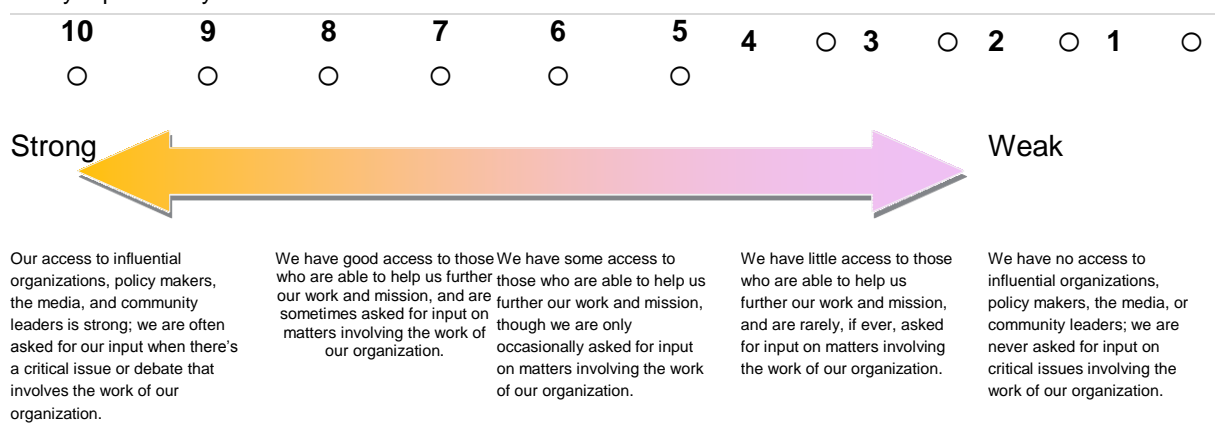 10 9 8 7 6 5 4 3 2 1
Strong
Weak
Our access to influential
organizations, policy makers,
the media, and community
leaders is strong; we are often
asked for our input when there's
a critical issue or debate that
involves the work of our
organization.
We have good access to those
who are able to help us further
our work and mission, and are
sometimes asked for input on
matters involving the work of
our organization.
We have some access to
those who are able to help us
further our work and mission,
though we are only
occasionally asked for input
on matters involving the work
of our organization.
We have little access to those
who are able to help us
further our work and mission,
and are rarely, if ever, asked
for input on matters involving
the work of our organization.
We have no access to
influential organizations,
policy makers, the media, or
community leaders; we are
never asked for input on
critical issues involving the
work of our organization.